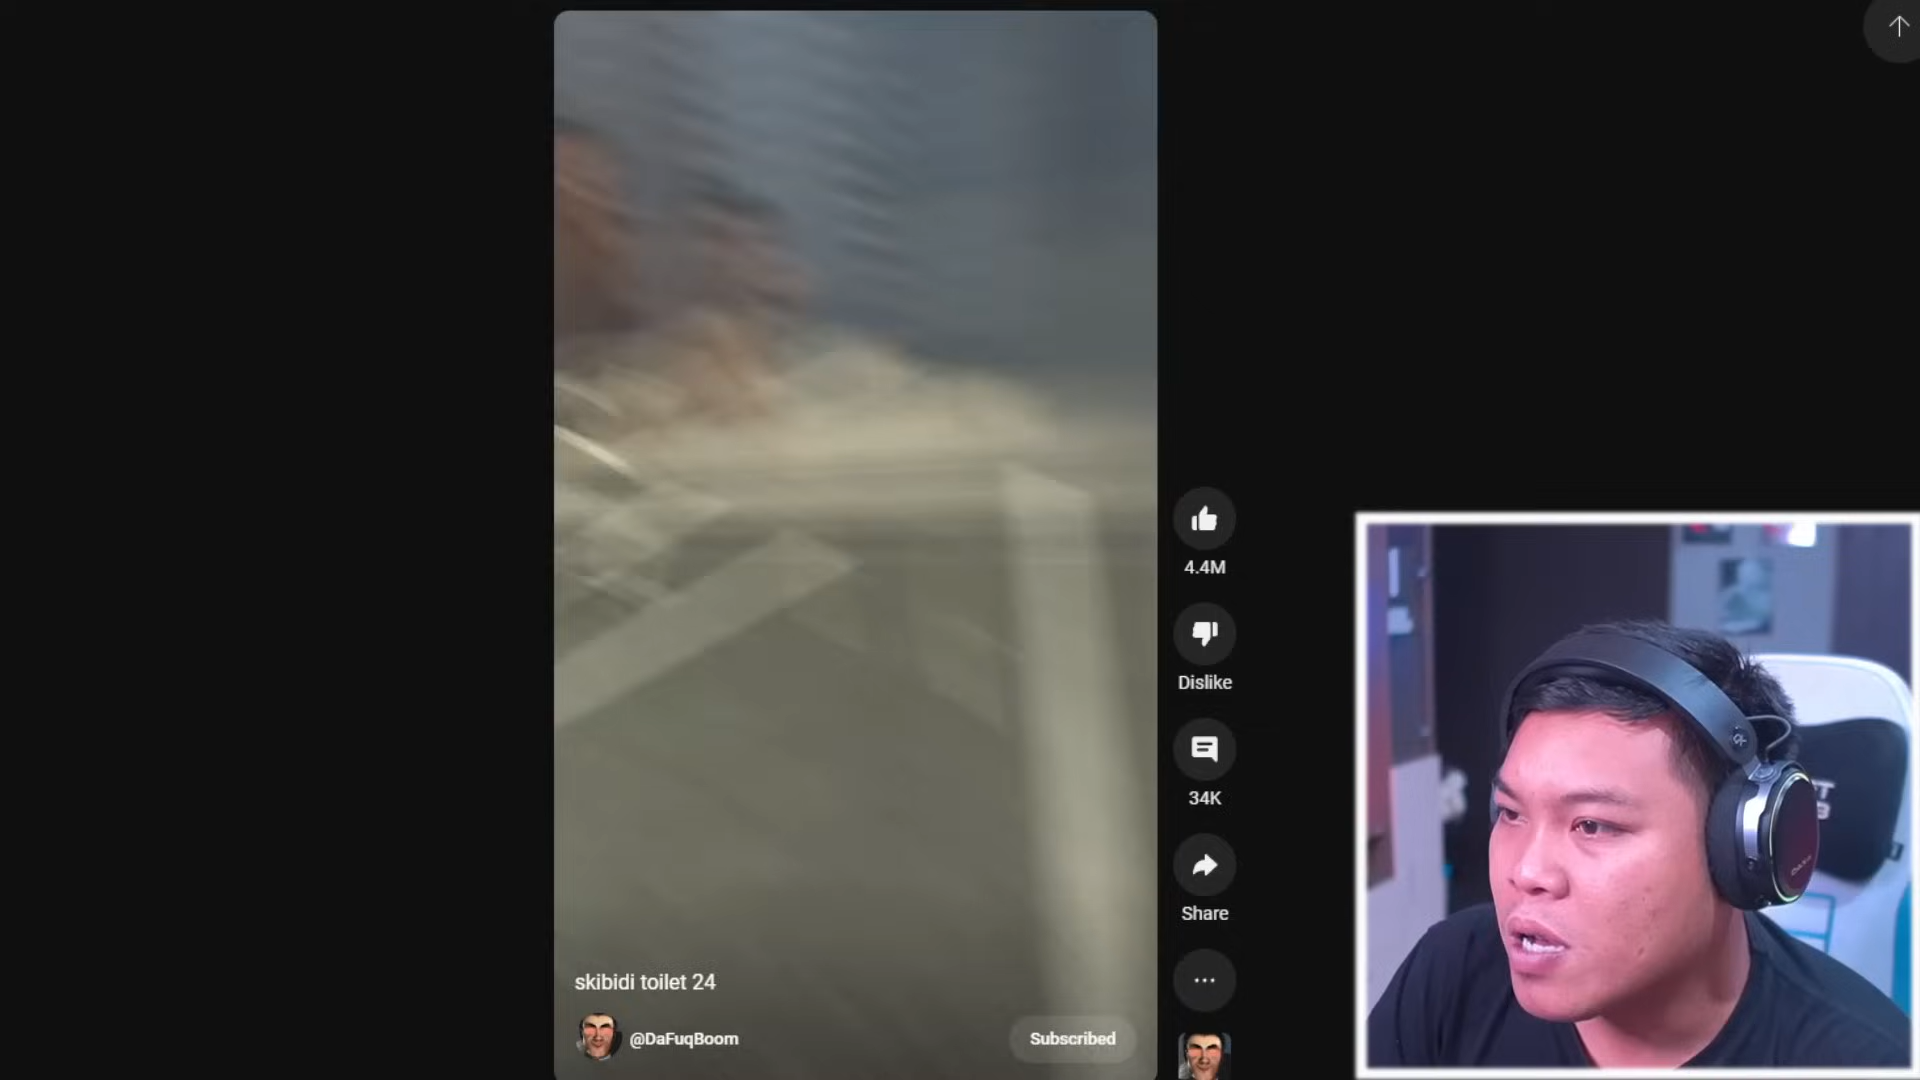 4.4M
Dislike
34K
Share
skibidi toilet 24
@DaFuqBoom
Subscribed